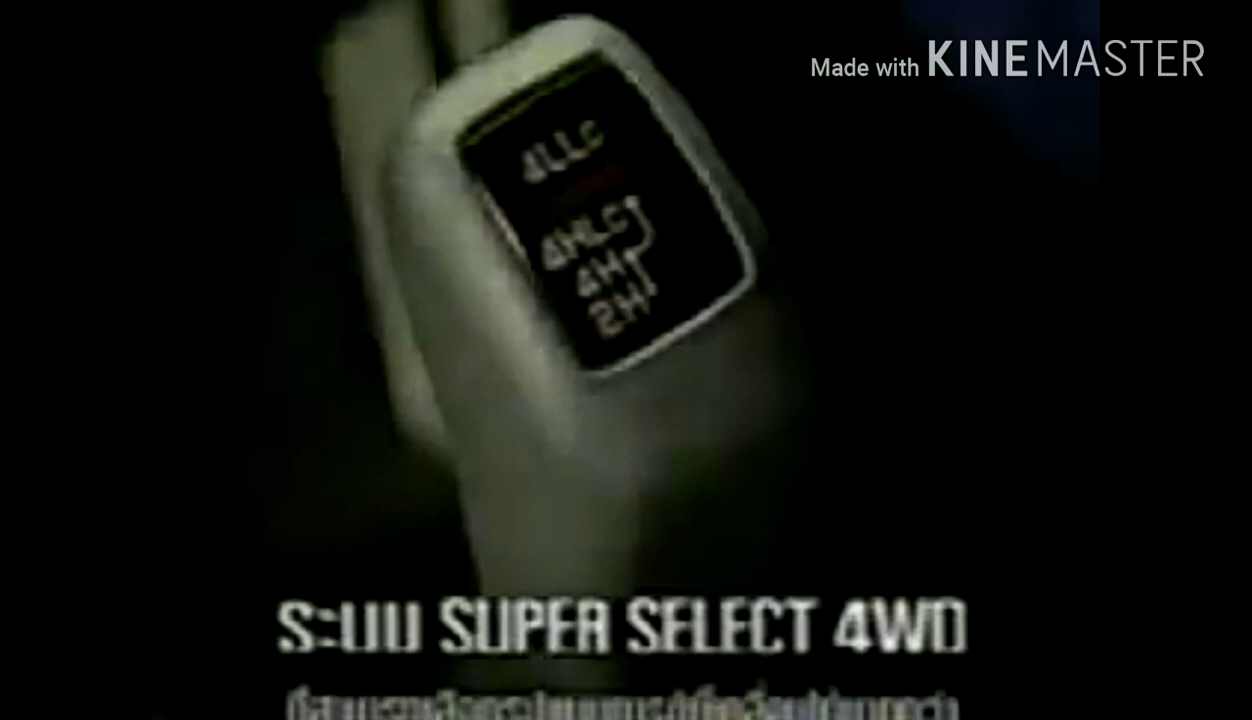 Made with KINEMASTER
4LLC
4HLC
4H
2H
ระบบ SUPER SELECT 4WD